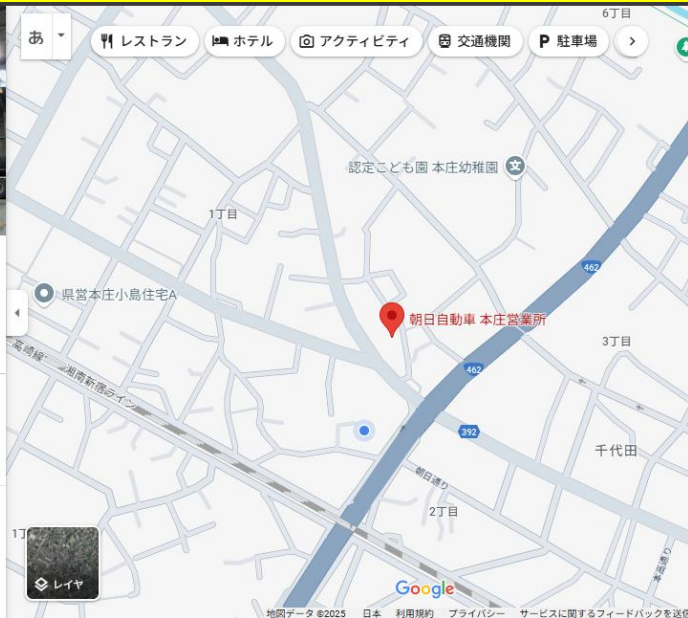 6丁目
あ
レストラン
ホテル
アクティビティ
交通機関
P 駐車場
認定こども園 本庄幼稚園
文
1丁目
462
県営本庄小島住宅A
朝日自動車 本庄営業所
3丁目
高崎線
湘南新宿ライン
462
392
千代田
朝日通り
2丁目
レイヤ
Google
地図データ ©2025 日本 利用規約 プライバシー サービスに関するフィードバックを送信